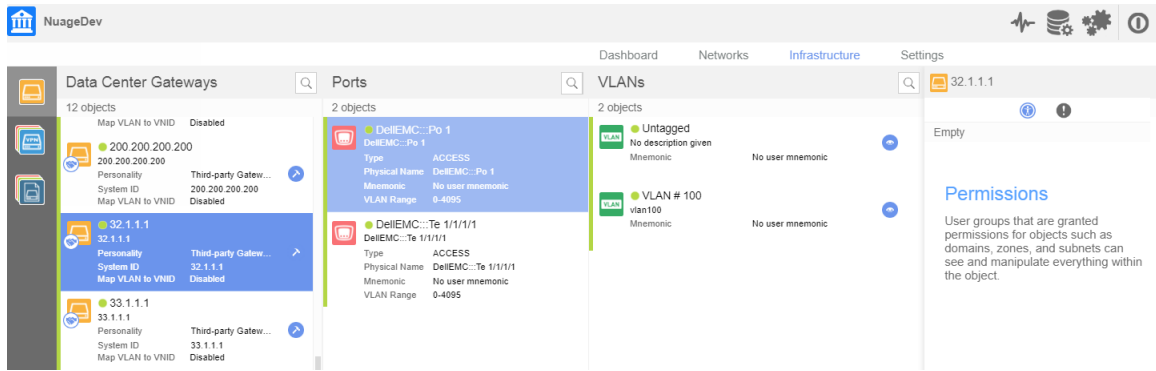 NuageDev
Dashboard Networks Infrastructure Settings
Data Center Gateways
12 objects
Map VLAN to VNID Disabled
200.200.200.200
200.200.200.200
Personality Third-party Gatew...
System ID 200.200.200.200
Map VLAN to VNID Disabled
32.1.1.1
32.1.1.1
Personality Third-party Gatew...
System ID 32.1.1.1
Map VLAN to VNID Disabled
33.1.1.1
33.1.1.1
Personality Third-party Gatew...
System ID 33.1.1.1
Map VLAN to VNID Disabled
Ports
2 objects
DellEMC:::Po 1
DellEMC:::Po 1
Type ACCESS
Physical Name DellEMC:::Po 1
Mnemonic No user mnemonic
VLAN Range 0-4095
DellEMC:::Te 1/1/1/1
DellEMC:::Te 1/1/1/1
Type ACCESS
Physical Name DellEMC:::Te 1/1/1/1
Mnemonic No user mnemonic
VLAN Range 0-4095
VLANs
2 objects
VLAN
Untagged
No description given
Mnemonic No user mnemonic
VLAN
VLAN # 100
vlan100
Mnemonic No user mnemonic
32.1.1.1
Empty
Permissions
User groups that are granted
permissions for objects such as
domains, zones, and subnets can
see and manipulate everything within
the object.
VPN